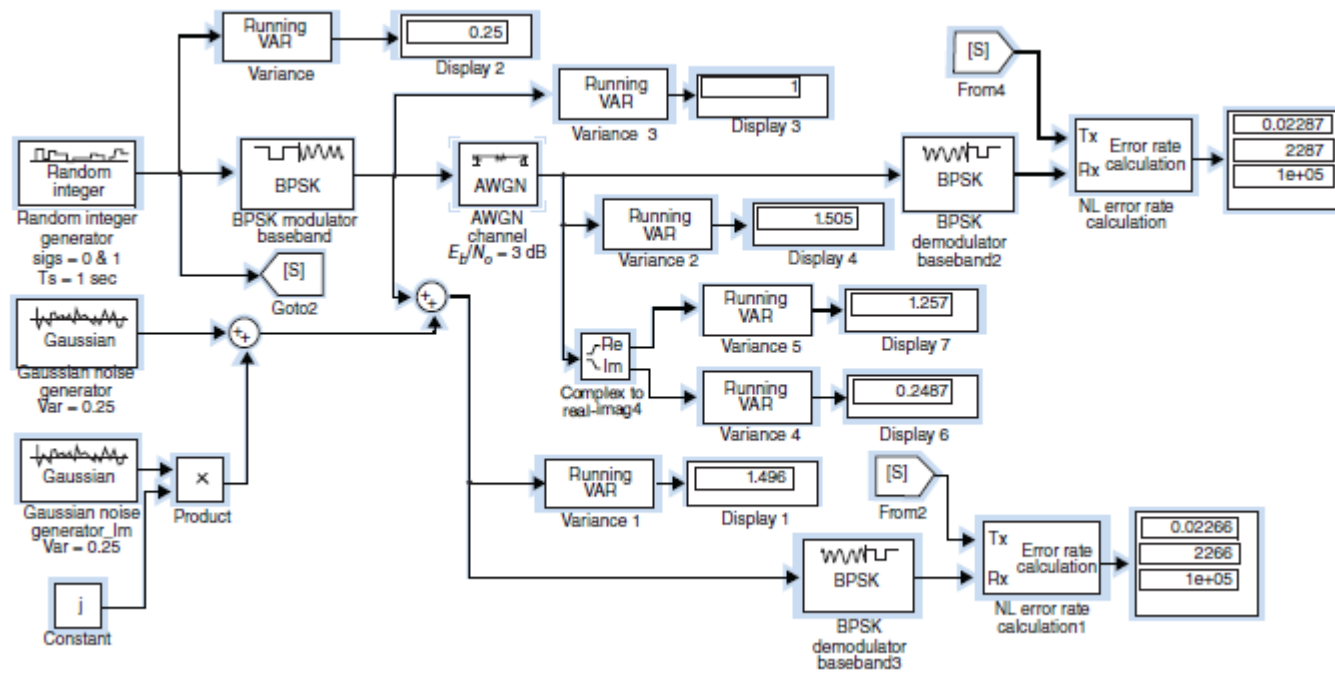 Running
VAR
Variance
0.25
Display 2
Running
VAR
Variance 3
1
Display 3
[S]
From4
Tx
Rx
Error rate
calculation
NL error rate
calculation
0.02287
2287
1e+05
Random
integer
Random integer
generator
sigs = 0 & 1
Ts = 1 sec
BPSK
BPSK modulator
baseband
AWGN
AWGN
channel
Eb/No = 3 dB
BPSK
BPSK
demodulator
baseband2
Running
VAR
Variance 2
1.505
Display 4
[S]
Goto2
Gaussian
Gaussian noise
generator
Var = 0.25
Re
Im
Complex to
real-imag4
Running
VAR
Variance 5
1.257
Display 7
Running
VAR
Variance 4
0.2487
Display 6
Gaussian
Gaussian noise
generator_Im
Var = 0.25
×
Product
j
Constant
Running
VAR
Variance 1
1.496
Display 1
[S]
From2
BPSK
BPSK
demodulator
baseband3
Tx
Rx
Error rate
calculation
NL error rate
calculation1
0.02266
2266
1e+05